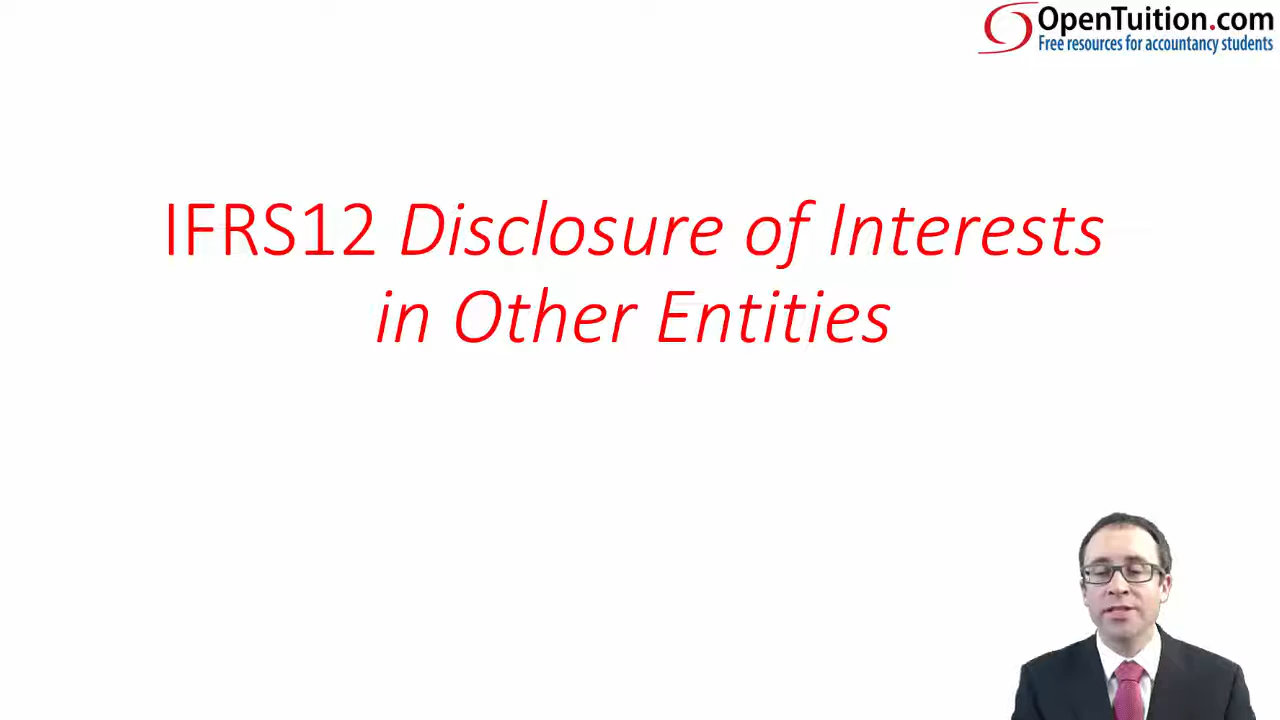 OpenTuition.com
Free resources for accountancy students
IFRS12 Disclosure of Interests
in Other Entities